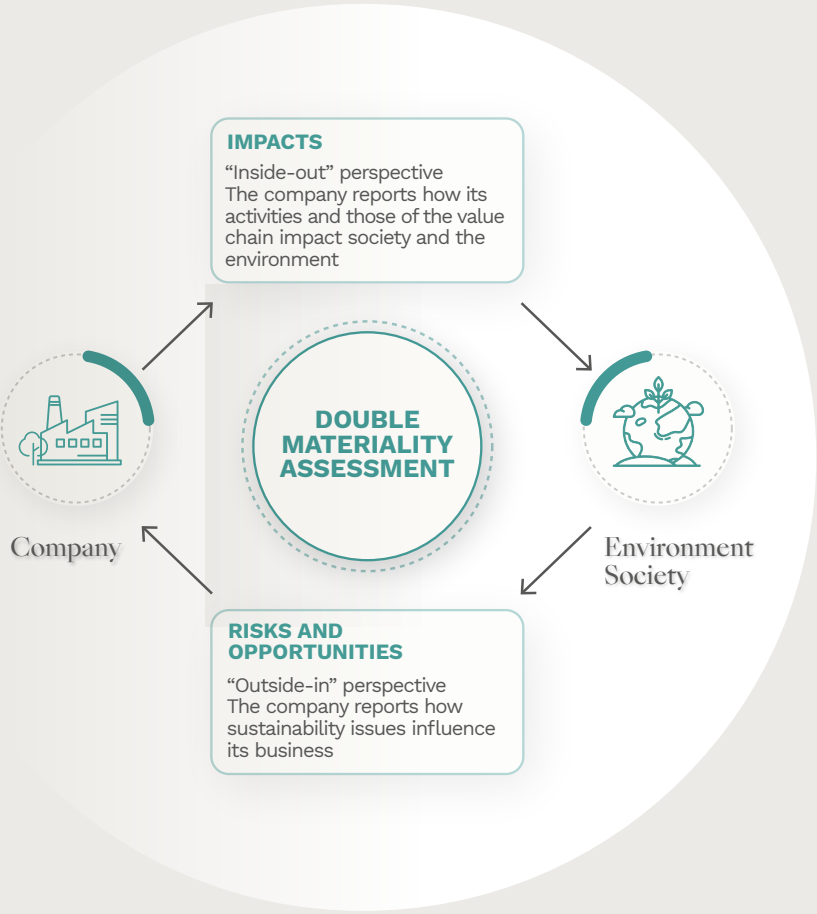 IMPACTS
“Inside-out” perspective
The company reports how its
activities and those of the value
chain impact society and the
environment
DOUBLE
MATERIALITY
ASSESSMENT
Company
Environment
Society
RISKS AND
OPPORTUNITIES
“Outside-in” perspective
The company reports how
sustainability issues influence
its business